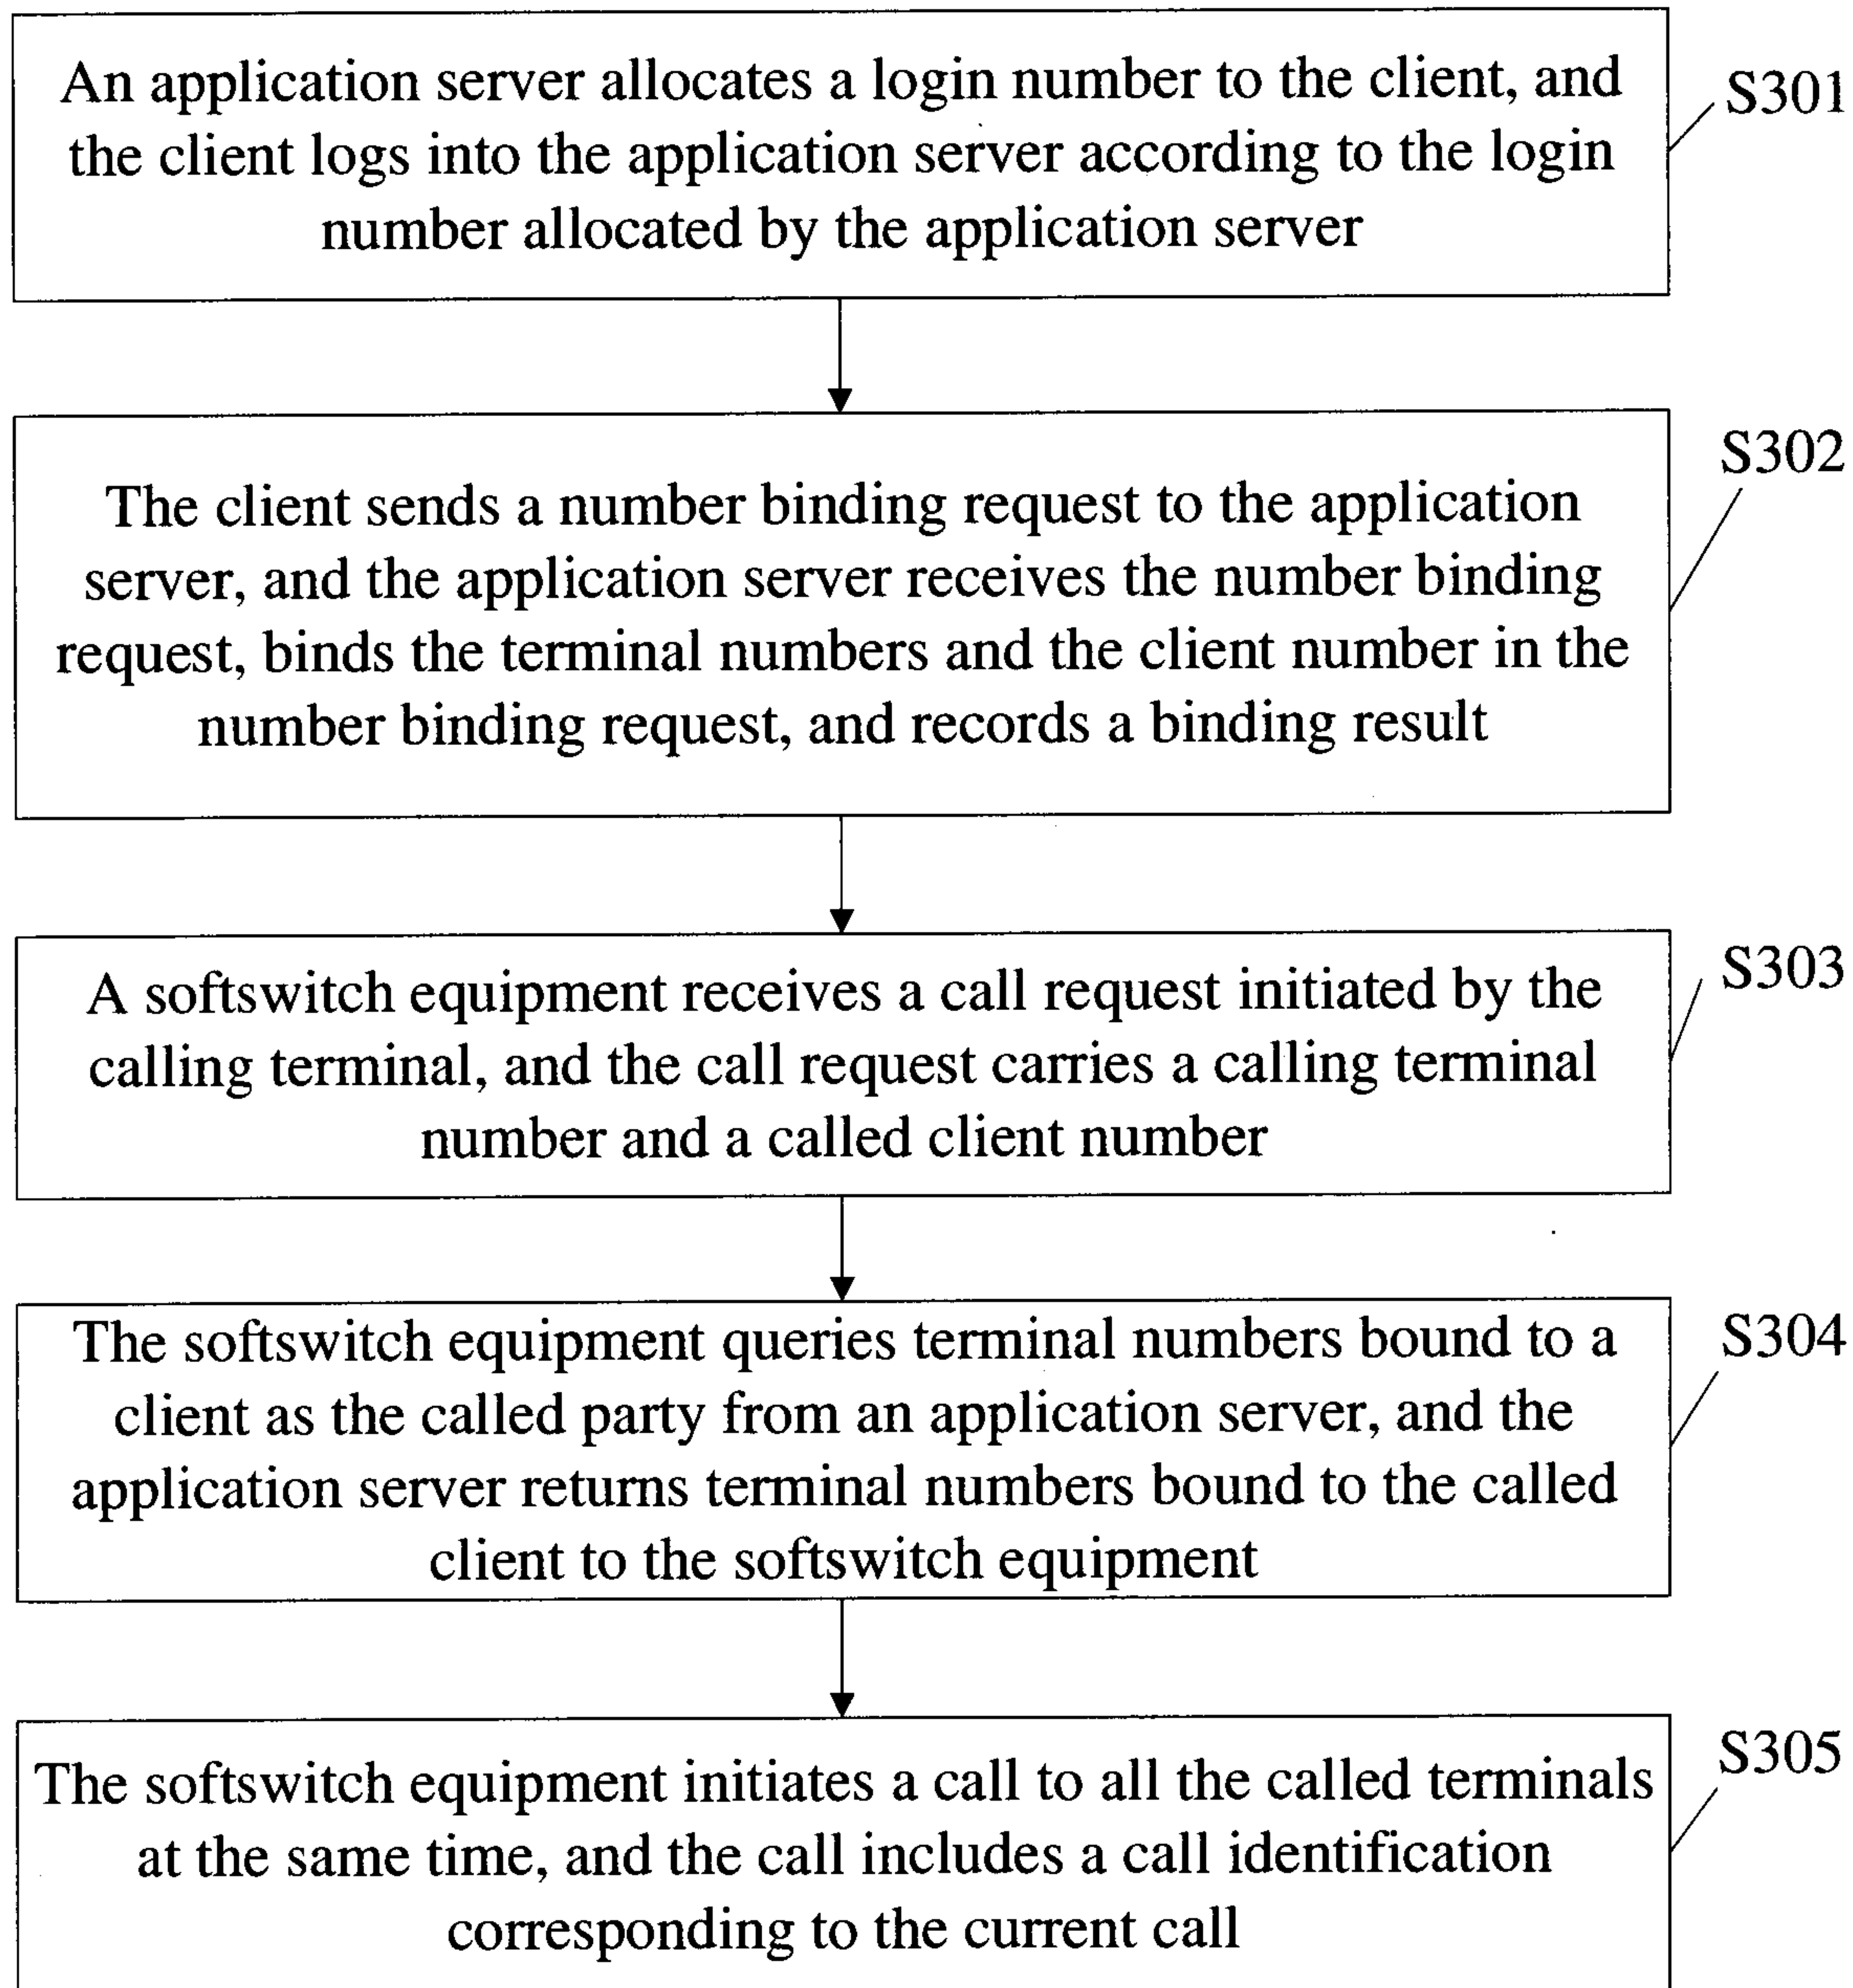 An application server allocates a login number to the client, and
the client logs into the application server according to the login
number allocated by the application server
S301
The client sends a number binding request to the application
server, and the application server receives the number binding
request, binds the terminal numbers and the client number in the
number binding request, and records a binding result
S302
A softswitch equipment receives a call request initiated by the
calling terminal, and the call request carries a calling terminal
number and a called client number
S303
The softswitch equipment queries terminal numbers bound to a
client as the called party from an application server, and the
application server returns terminal numbers bound to the called
client to the softswitch equipment
S304
The softswitch equipment initiates a call to all the called terminals
at the same time, and the call includes a call identification
corresponding to the current call
S305